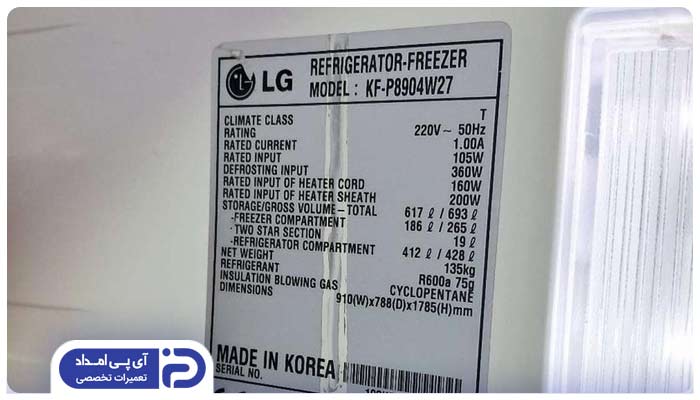 LG
REFRIGERATOR-FREEZER
MODEL : KF-P8904W27
CLIMATE CLASS T
RATING 220V~ 50Hz
RATED CURRENT 1.00A
RATED INPUT 105W
DEFROSTING INPUT 360W
RATED INPUT OF HEATER CORD 160W
RATED INPUT OF HEATER SHEATH 200W
STORAGE/GROSS VOLUME-TOTAL 617 ℓ / 693 ℓ
-FREEZER COMPARTMENT 186 ℓ / 265 ℓ
-TWO STAR SECTION 19 ℓ
-REFRIGERATOR COMPARTMENT 412 ℓ / 428 ℓ
NET WEIGHT 135kg
REFRIGERANT R600a 75g
INSULATION BLOWING GAS CYCLOPENTANE
DIMENSIONS 910(W)x788(D)x1785(H)mm
MADE IN KOREA
SERIAL NO.
آی پی امداد
تعمیرات تخصصی